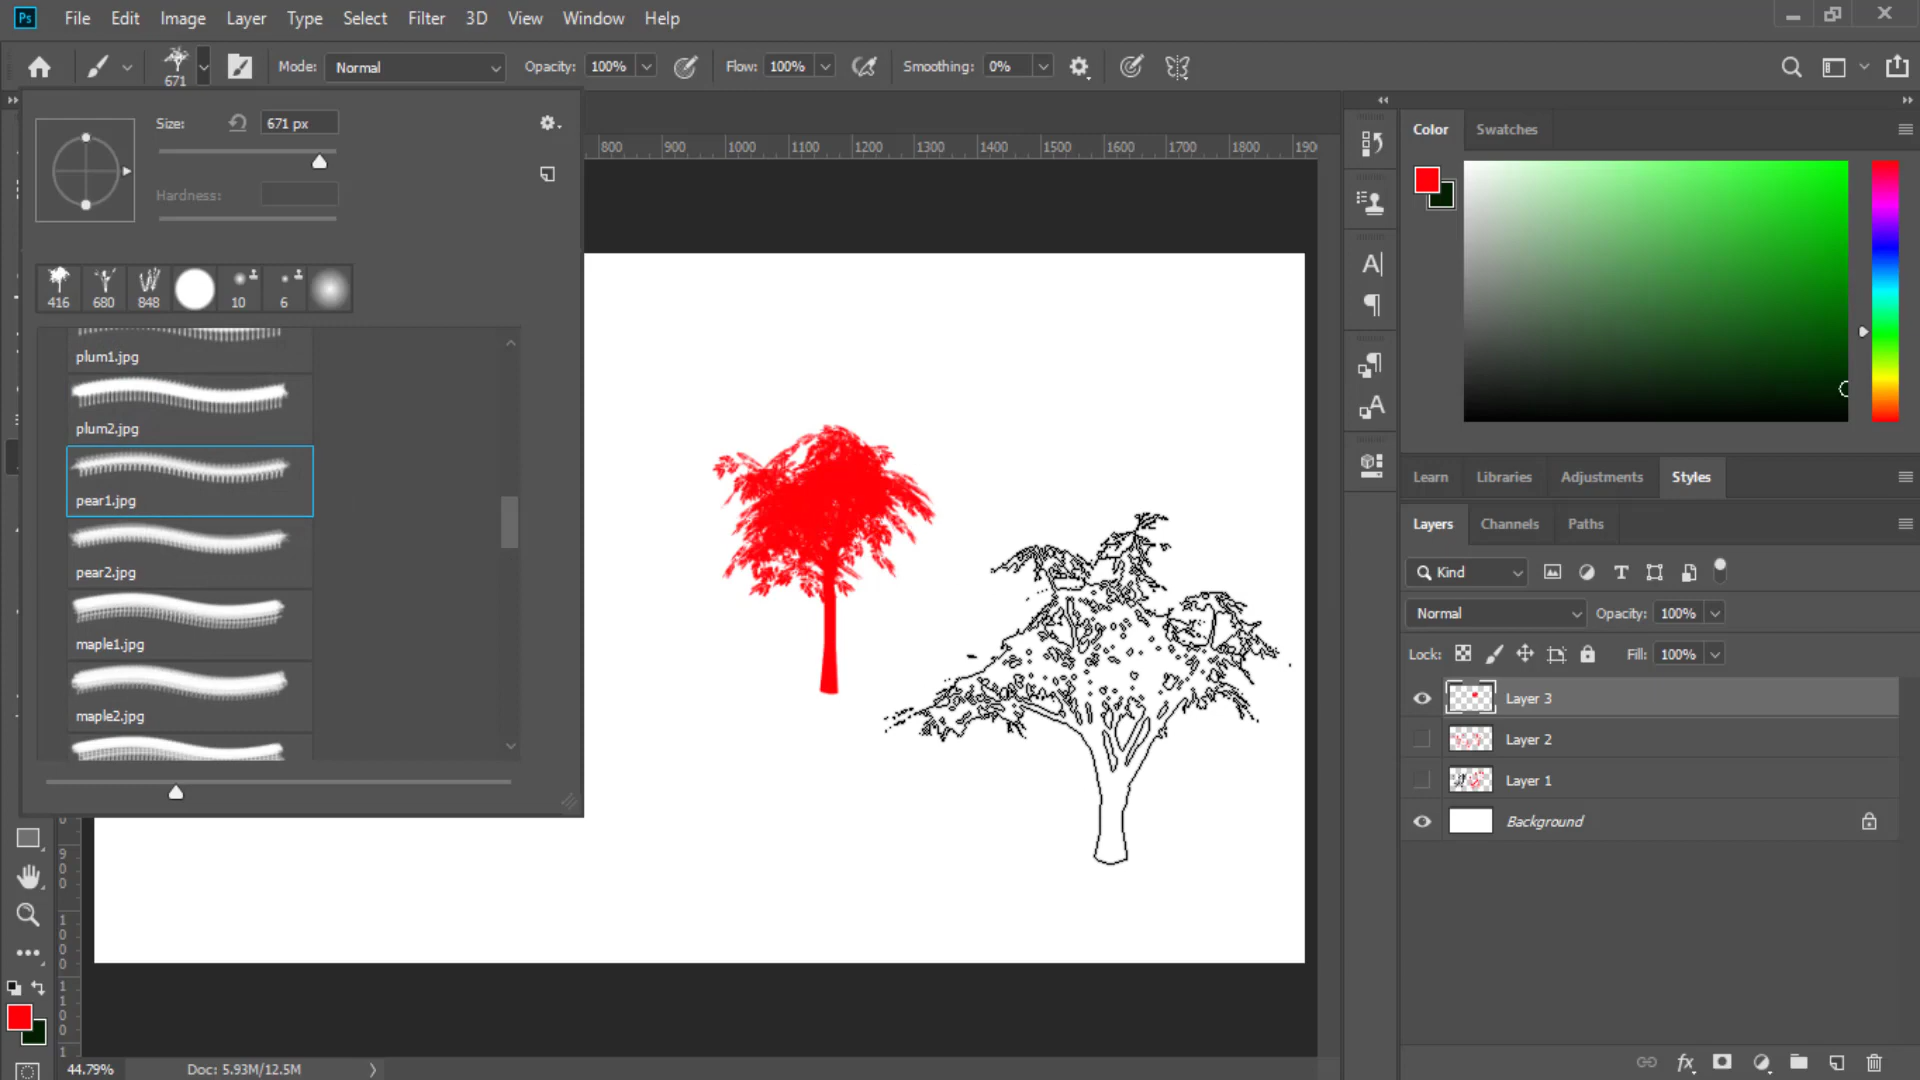 Ps File Edit Image Layer Type Select Filter 3D View Window Help
671 Mode: Normal Opacity: 100% Flow: 100% Smoothing: 0%
Size: 671 px
Hardness:
416 680 848 10 6
plum1.jpg
plum2.jpg
pear1.jpg
pear2.jpg
maple1.jpg
maple2.jpg
800 900 1000 1100 1200 1300 1400 1500 1600 1700 1800 190
Color Swatches
Learn Libraries Adjustments Styles
Layers Channels Paths
Kind
Normal Opacity: 100%
Lock: Fill: 100%
Layer 3
Layer 2
Layer 1
Background
44.79% Doc: 5.93M/12.5M